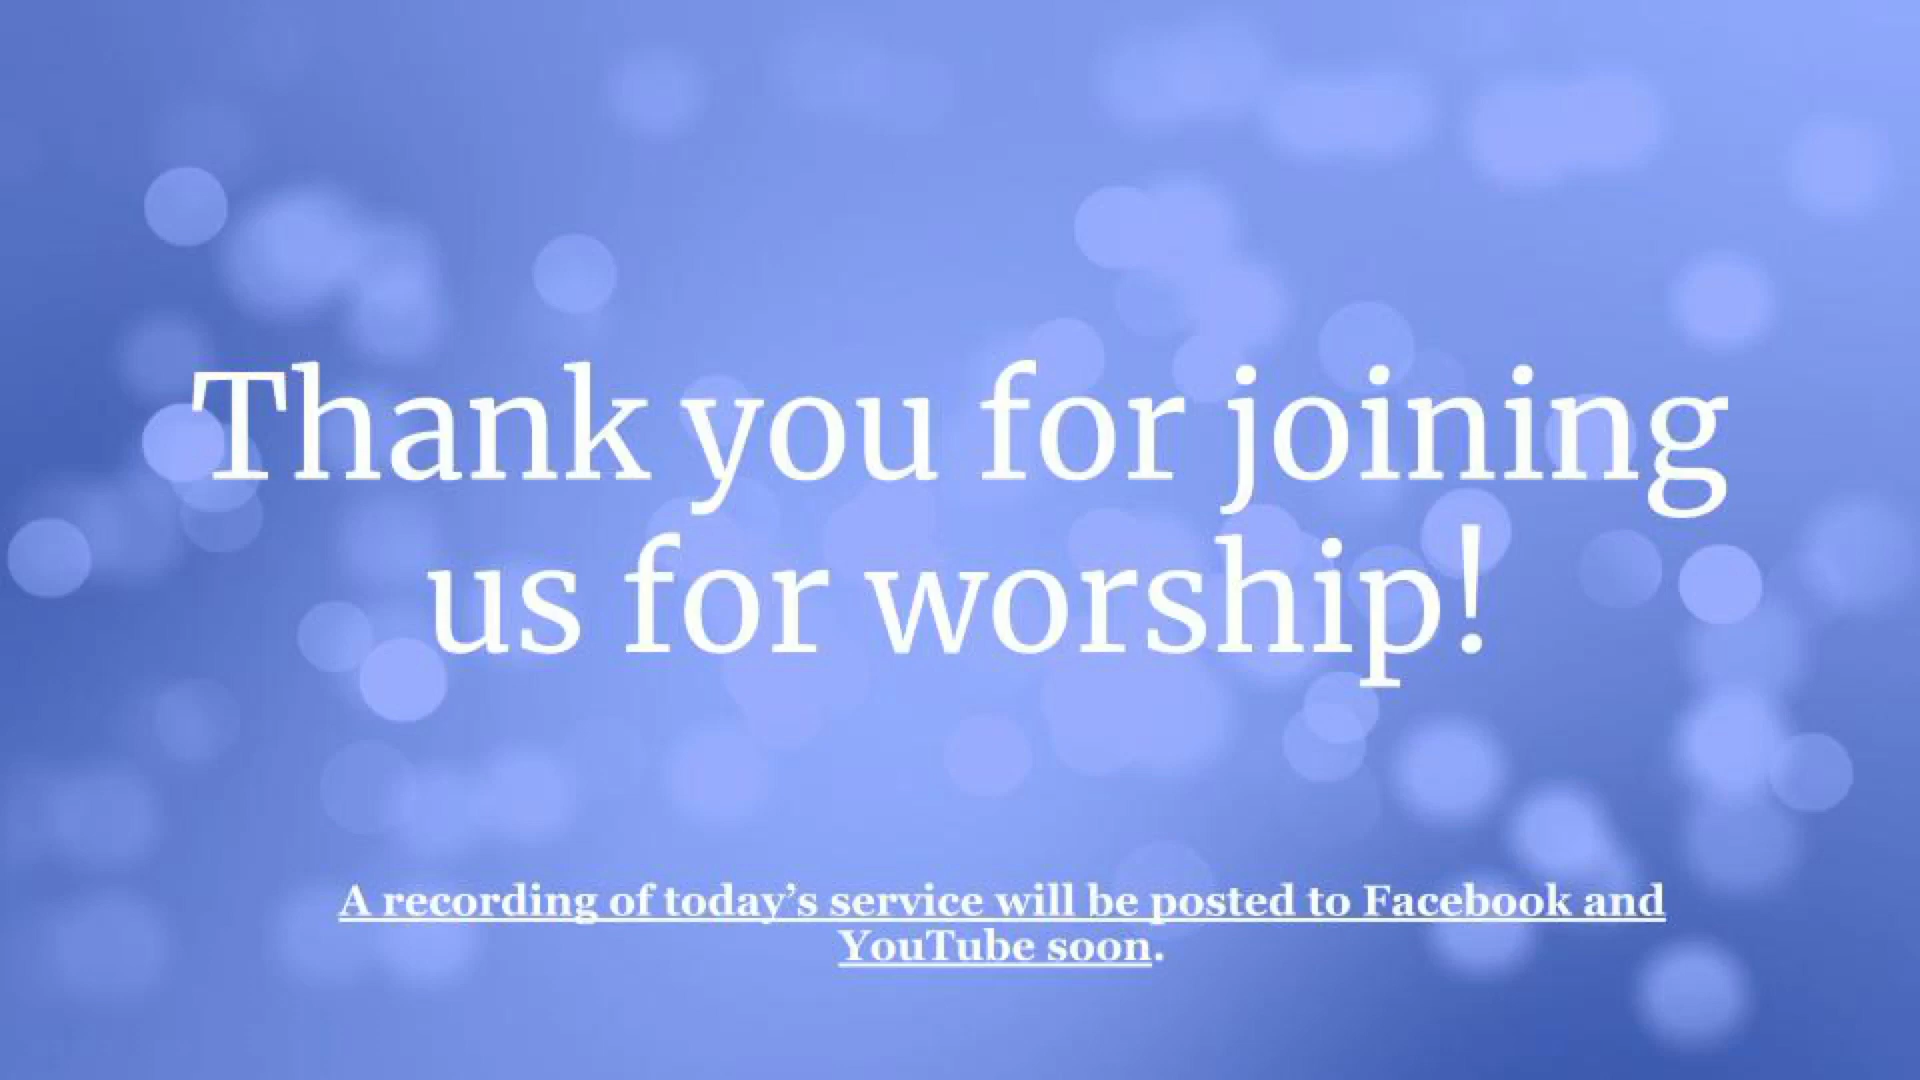 Thank you for joining
us for worship!
A recording of today’s service will be posted to Facebook and
YouTube soon.